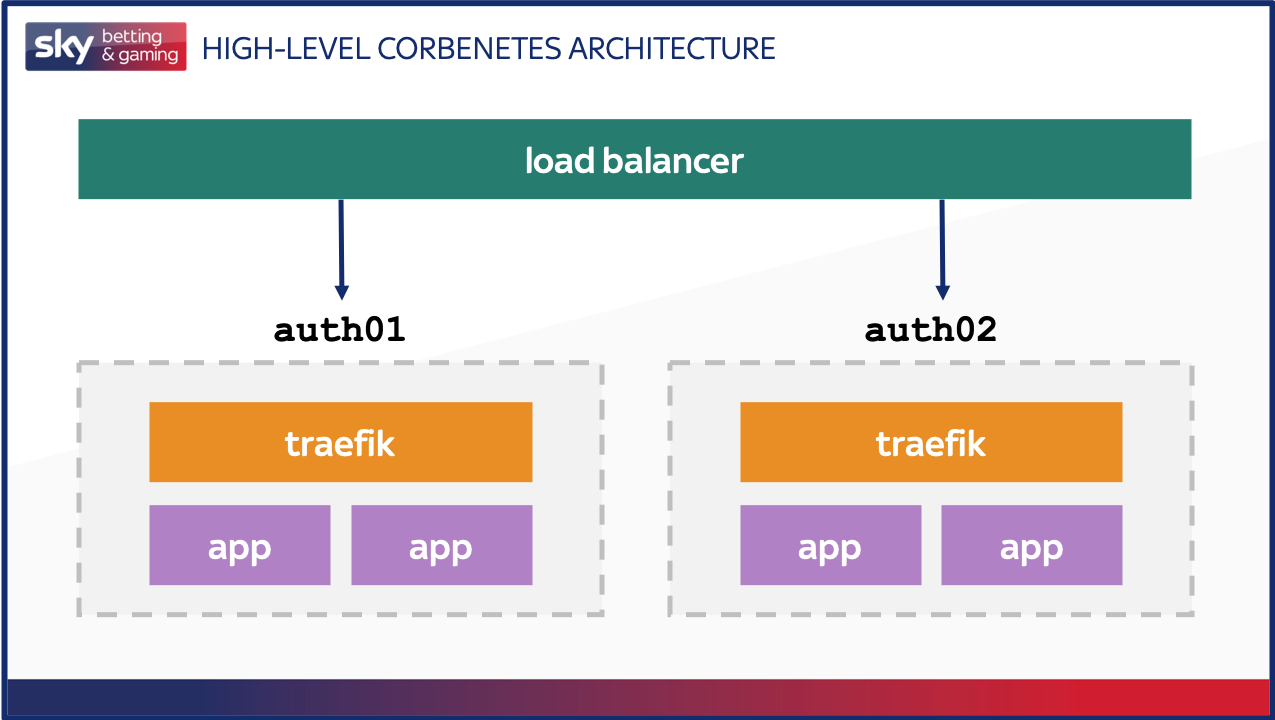 sky betting & gaming
HIGH-LEVEL CORBENETES ARCHITECTURE
load balancer
auth01
auth02
traefik
traefik
app
app
app
app